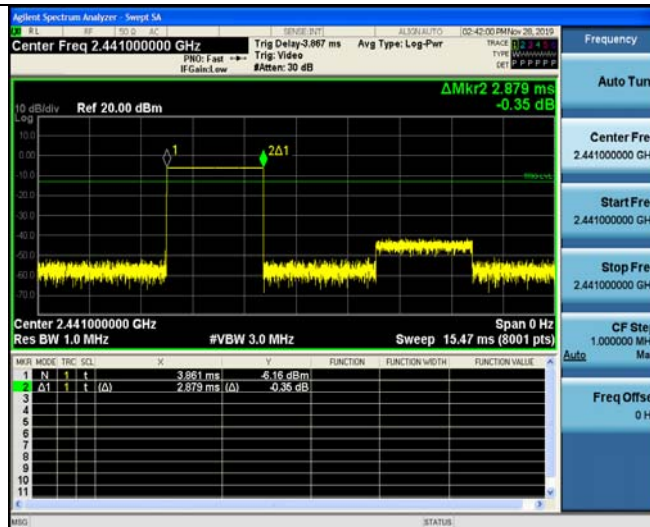 Agilent Spectrum Analyzer - Swept SA
RL RF 50 Ω AC SENSE:INT ALIGN AUTO 02:42:00 PM Nov 28, 2019
Center Freq 2.441000000 GHz
PNO: Fast
IFGain:Low
Trig Delay-3.867 ms
Trig: Video
#Atten: 30 dB
Avg Type: Log-Pwr
TRACE 1 2 3 4 5 6
TYPE
DET P P P P P P
ΔMkr2 2.879 ms
-0.35 dB
10 dB/div Ref 20.00 dBm
Log
10.0
0.00
-10.0
-20.0
-30.0
-40.0
-50.0
-60.0
-70.0
1
2Δ1
TRIG LVL
Center 2.441000000 GHz Span 0 Hz
Res BW 1.0 MHz #VBW 3.0 MHz Sweep 15.47 ms (8001 pts)
MKR MODE TRC SCL X Y FUNCTION FUNCTION WIDTH FUNCTION VALUE
1 N 1 t 3.861 ms -6.16 dBm
2 Δ1 1 t (Δ) 2.879 ms (Δ) -0.35 dB
3
4
5
6
7
8
9
10
11
MSG STATUS
Frequency
Auto Tun
Center Fre
2.441000000 GH
Start Fre
2.441000000 GH
Stop Fre
2.441000000 GH
CF Ste
1.000000 MH
Auto Ma
Freq Offse
0 H